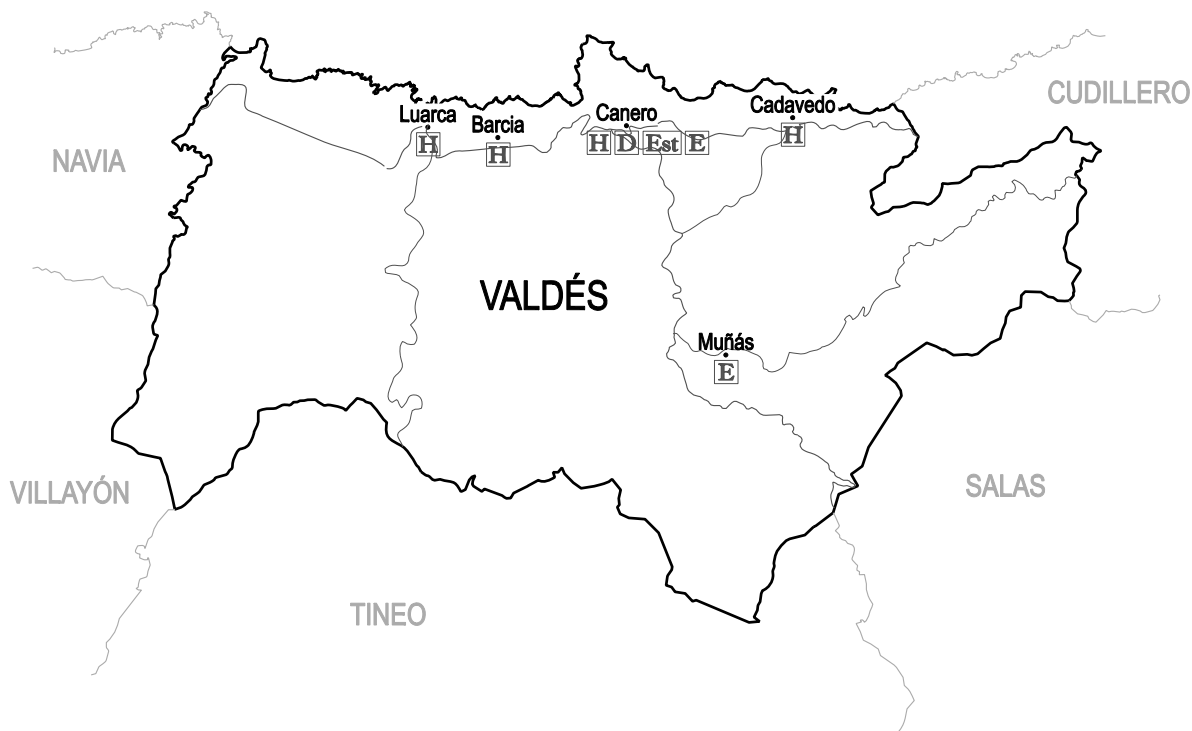 CUDILLERO
Luarca
Barcia
Canero
Cadavedo
H
H
H D Est E
H
NAVIA
VALDÉS
Muñás
E
VILLAYÓN
SALAS
TINEO